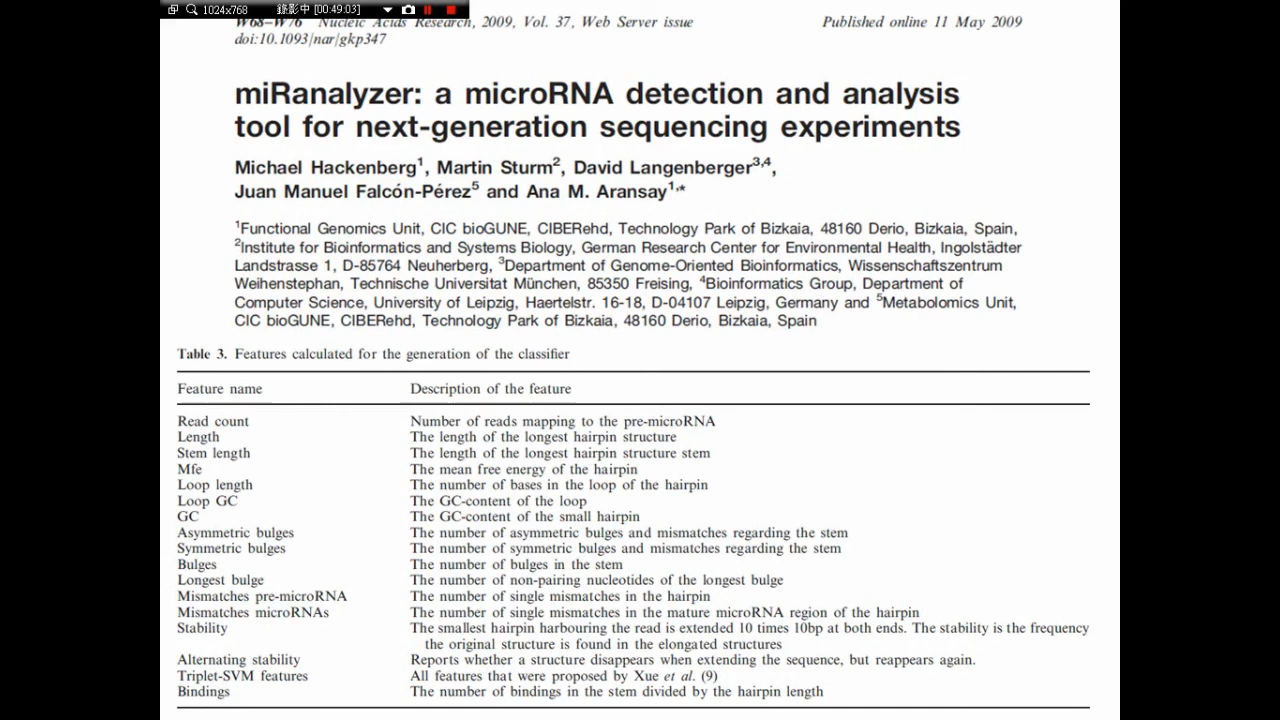 1024x768 錄影中 [00:49:03]
W68–W76 Nucleic Acids Research, 2009, Vol. 37, Web Server issue Published online 11 May 2009
doi:10.1093/nar/gkp347
miRanalyzer: a microRNA detection and analysis
tool for next-generation sequencing experiments
Michael Hackenberg1, Martin Sturm2, David Langenberger3,4,
Juan Manuel Falcón-Pérez5 and Ana M. Aransay1,*
1Functional Genomics Unit, CIC bioGUNE, CIBERehd, Technology Park of Bizkaia, 48160 Derio, Bizkaia, Spain,
2Institute for Bioinformatics and Systems Biology, German Research Center for Environmental Health, Ingolstädter
Landstrasse 1, D-85764 Neuherberg, 3Department of Genome-Oriented Bioinformatics, Wissenschaftszentrum
Weihenstephan, Technische Universitat München, 85350 Freising, 4Bioinformatics Group, Department of
Computer Science, University of Leipzig, Haertelstr. 16-18, D-04107 Leipzig, Germany and 5Metabolomics Unit,
CIC bioGUNE, CIBERehd, Technology Park of Bizkaia, 48160 Derio, Bizkaia, Spain
Table 3. Features calculated for the generation of the classifier
Feature name Description of the feature
Read count Number of reads mapping to the pre-microRNA
Length The length of the longest hairpin structure
Stem length The length of the longest hairpin structure stem
Mfe The mean free energy of the hairpin
Loop length The number of bases in the loop of the hairpin
Loop GC The GC-content of the loop
GC The GC-content of the small hairpin
Asymmetric bulges The number of asymmetric bulges and mismatches regarding the stem
Symmetric bulges The number of symmetric bulges and mismatches regarding the stem
Bulges The number of bulges in the stem
Longest bulge The number of non-pairing nucleotides of the longest bulge
Mismatches pre-microRNA The number of single mismatches in the hairpin
Mismatches microRNAs The number of single mismatches in the mature microRNA region of the hairpin
Stability The smallest hairpin harbouring the read is extended 10 times 10bp at both ends. The stability is the frequency
the original structure is found in the elongated structures
Alternating stability Reports whether a structure disappears when extending the sequence, but reappears again.
Triplet-SVM features All features that were proposed by Xue et al. (9)
Bindings The number of bindings in the stem divided by the hairpin length